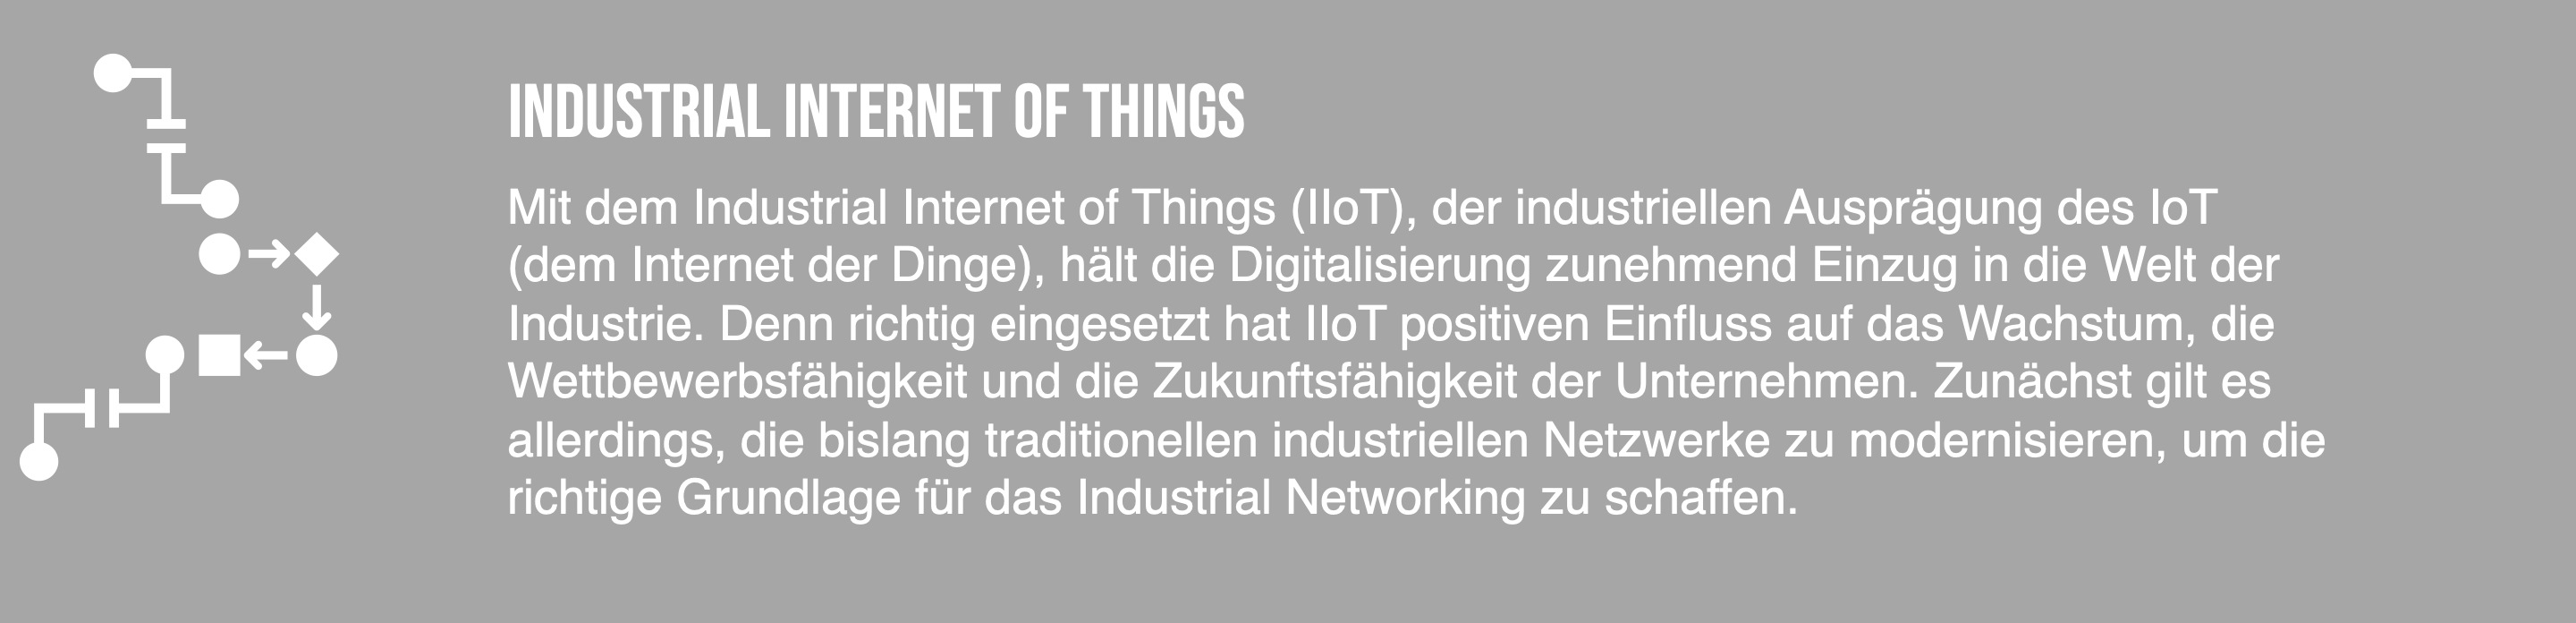 INDUSTRIAL INTERNET OF THINGS
Mit dem Industrial Internet of Things (IIoT), der industriellen Ausprägung des IoT
(dem Internet der Dinge), hält die Digitalisierung zunehmend Einzug in die Welt der
Industrie. Denn richtig eingesetzt hat IIoT positiven Einfluss auf das Wachstum, die
Wettbewerbsfähigkeit und die Zukunftsfähigkeit der Unternehmen. Zunächst gilt es
allerdings, die bislang traditionellen industriellen Netzwerke zu modernisieren, um die
richtige Grundlage für das Industrial Networking zu schaffen.